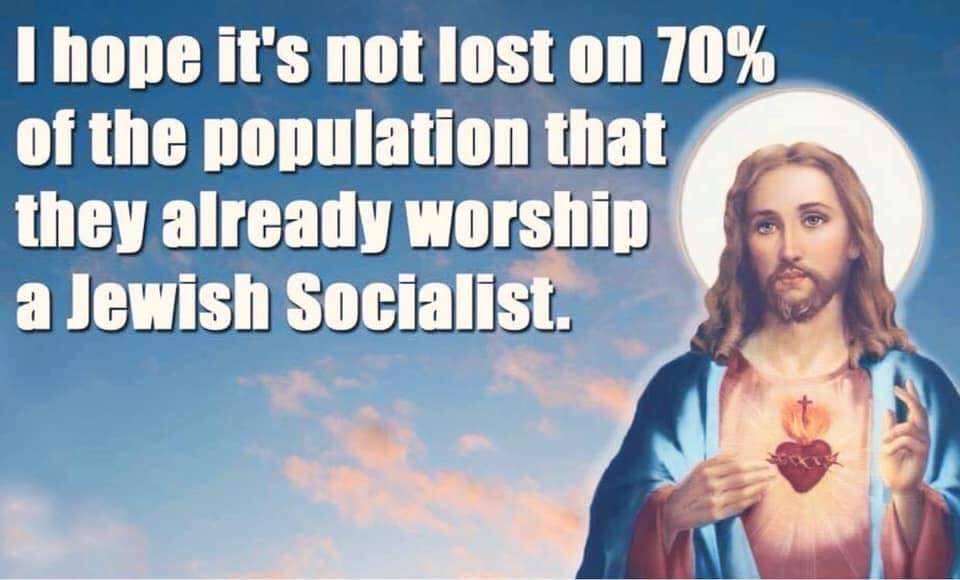 I hope it's not lost on 70%
of the population that
they already worship
a Jewish Socialist.